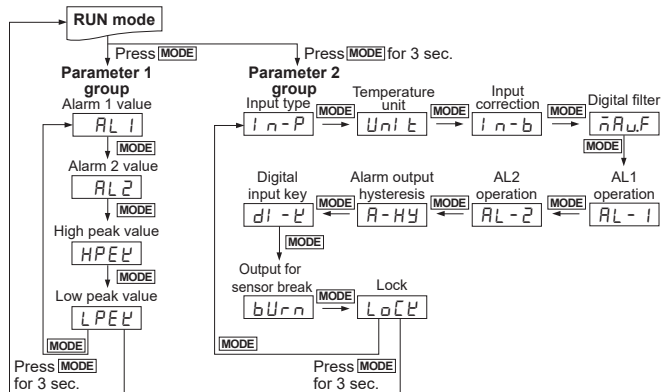 RUN mode
Press MODE
Press MODE for 3 sec.
Parameter 1
group
Alarm 1 value
AL1
MODE
Alarm 2 value
AL2
MODE
High peak value
HPEK
MODE
Low peak value
LPEK
MODE
Press MODE
for 3 sec.
Parameter 2
group
Input type
In-P
MODE
Temperature
unit
UnIt
MODE
Input
correction
In-b
MODE
Digital filter
MAu.F
MODE
AL1
operation
AL-1
MODE
AL2
operation
AL-2
MODE
Alarm output
hysteresis
A-HY
MODE
Digital
input key
dI-K
MODE
Output for
sensor break
bUrn
MODE
Lock
LoCK
MODE
Press MODE
for 3 sec.